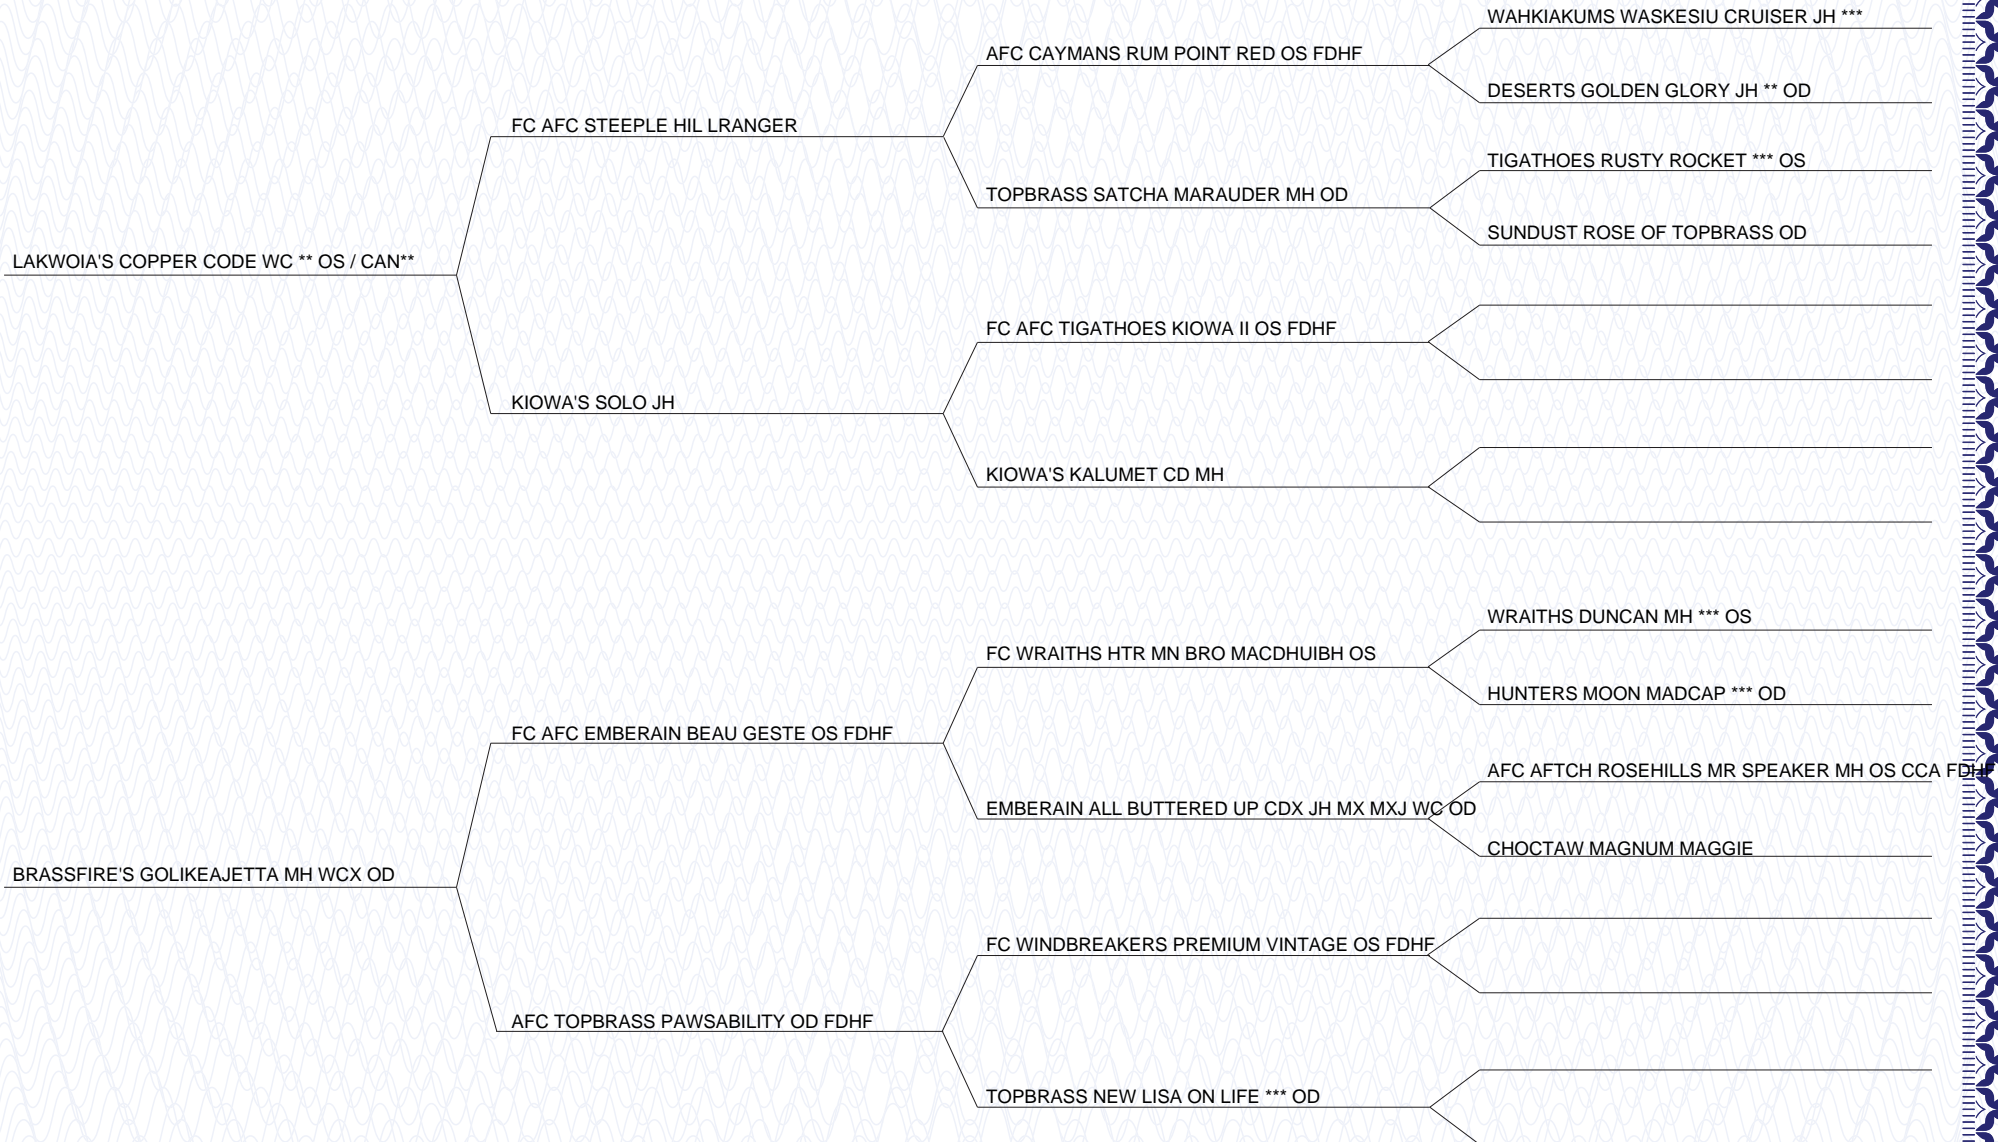 WAHKIAKUMS WASKESIU CRUISER JH ***
AFC CAYMANS RUM POINT RED OS FDHF
DESERTS GOLDEN GLORY JH ** OD
FC AFC STEEPLE HIL LRANGER
TIGATHOES RUSTY ROCKET *** OS
TOPBRASS SATCHA MARAUDER MH OD
SUNDUST ROSE OF TOPBRASS OD
LAKWOIA'S COPPER CODE WC ** OS / CAN**
FC AFC TIGATHOES KIOWA II OS FDHF
KIOWA'S SOLO JH
KIOWA'S KALUMET CD MH
WRAITHS DUNCAN MH *** OS
FC WRAITHS HTR MN BRO MACDHUIBH OS
HUNTERS MOON MADCAP *** OD
FC AFC EMBERAIN BEAU GESTE OS FDHF
AFC AFTCH ROSEHILLS MR SPEAKER MH OS CCA FDHF
EMBERAIN ALL BUTTERED UP CDX JH MX MXJ WC OD
CHOCTAW MAGNUM MAGGIE
BRASSFIRE'S GOLIKEAJETTA MH WCX OD
FC WINDBREAKERS PREMIUM VINTAGE OS FDHF
AFC TOPBRASS PAWSABILITY OD FDHF
TOPBRASS NEW LISA ON LIFE *** OD